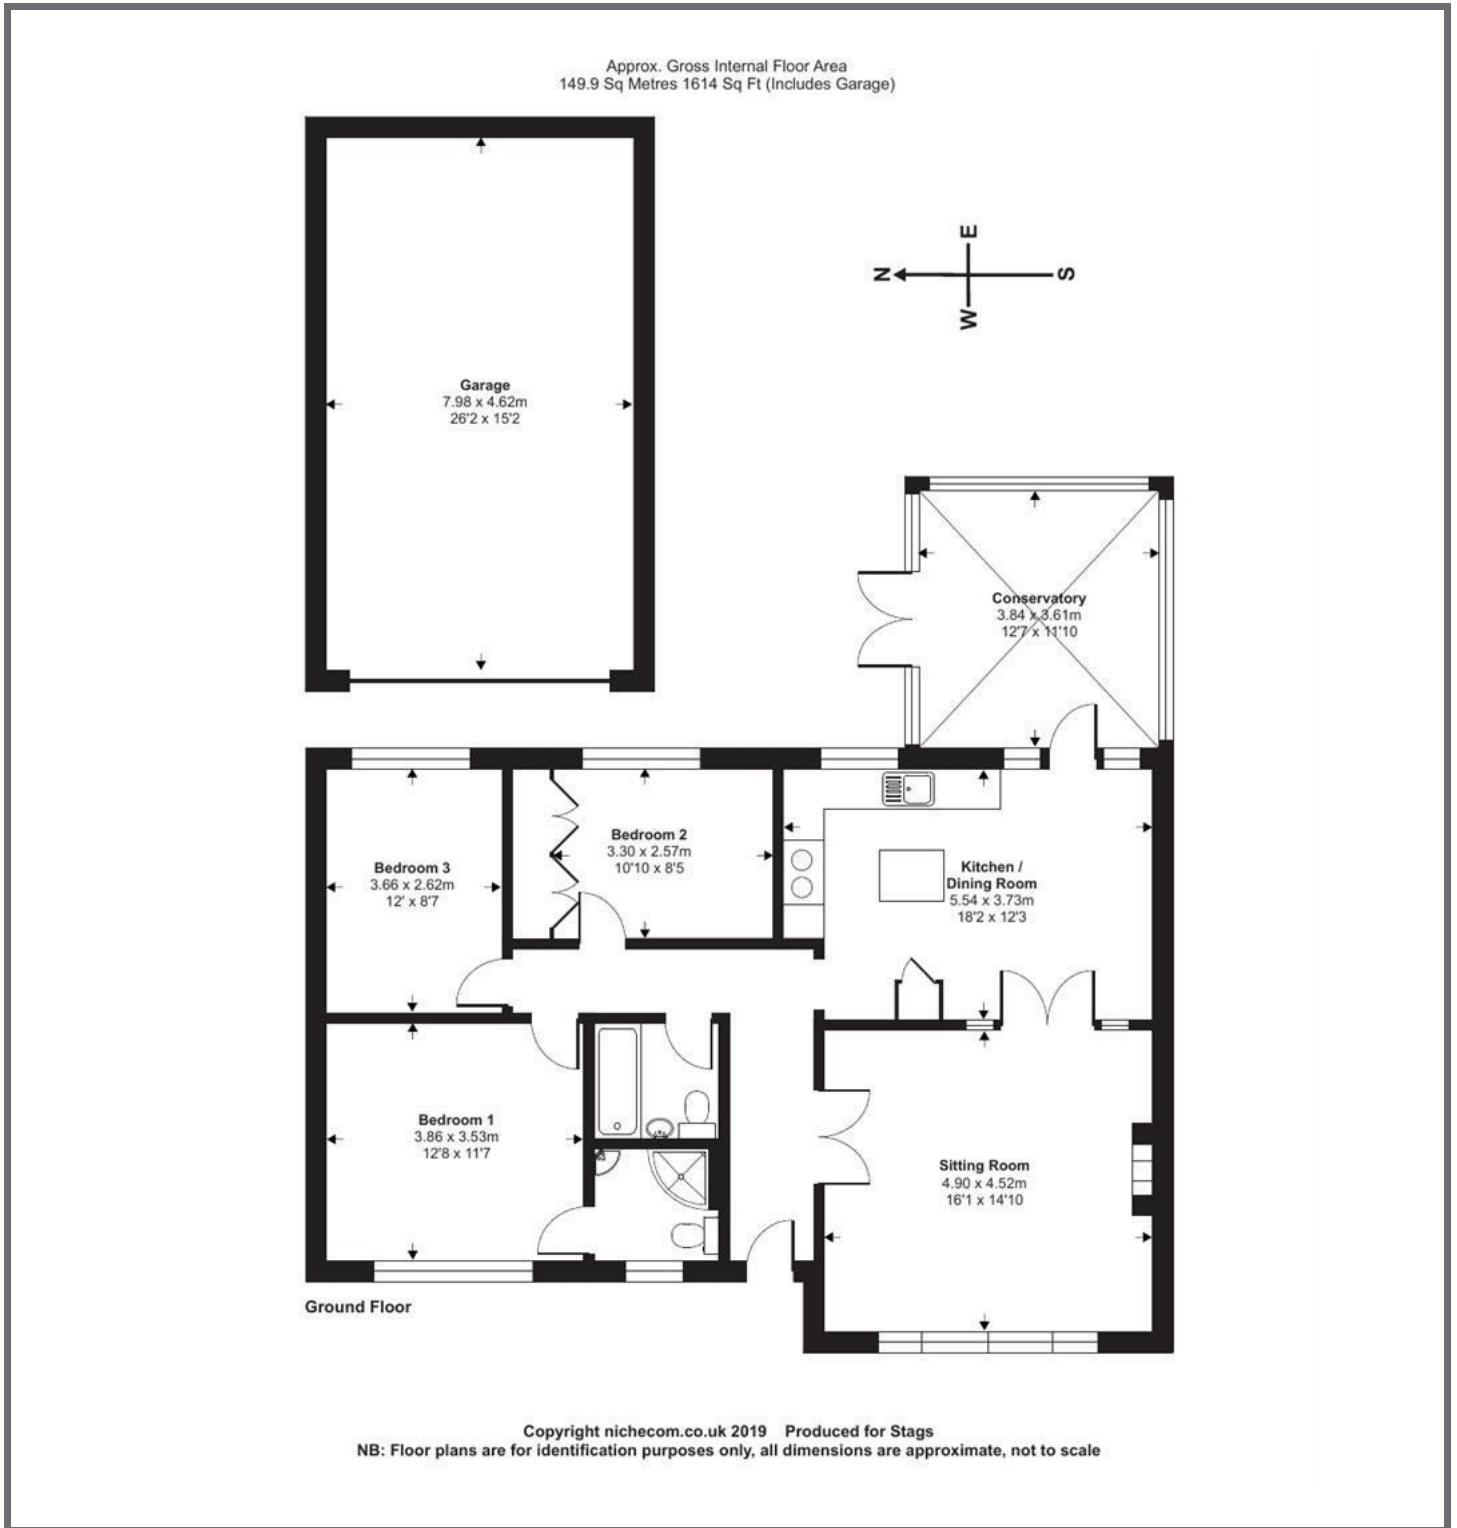 Approx. Gross Internal Floor Area
149.9 Sq Metres 1614 Sq Ft (Includes Garage)
E
N
S
W
Garage
7.98 x 4.62m
26'2 x 15'2
Conservatory
3.84 x 3.61m
12'7 x 11'10
Bedroom 2
3.30 x 2.57m
10'10 x 8'5
Bedroom 3
3.66 x 2.62m
12' x 8'7
Kitchen /
Dining Room
5.54 x 3.73m
18'2 x 12'3
Bedroom 1
3.86 x 3.53m
12'8 x 11'7
Sitting Room
4.90 x 4.52m
16'1 x 14'10
Ground Floor
Copyright nichecom.co.uk 2019 Produced for Stags
NB: Floor plans are for identification purposes only, all dimensions are approximate, not to scale